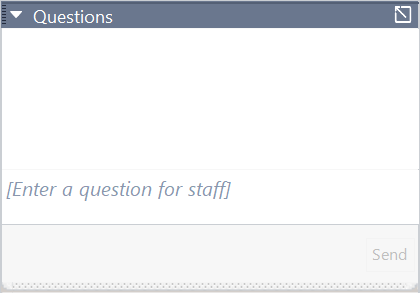 Questions
[Enter a question for staff]
Send